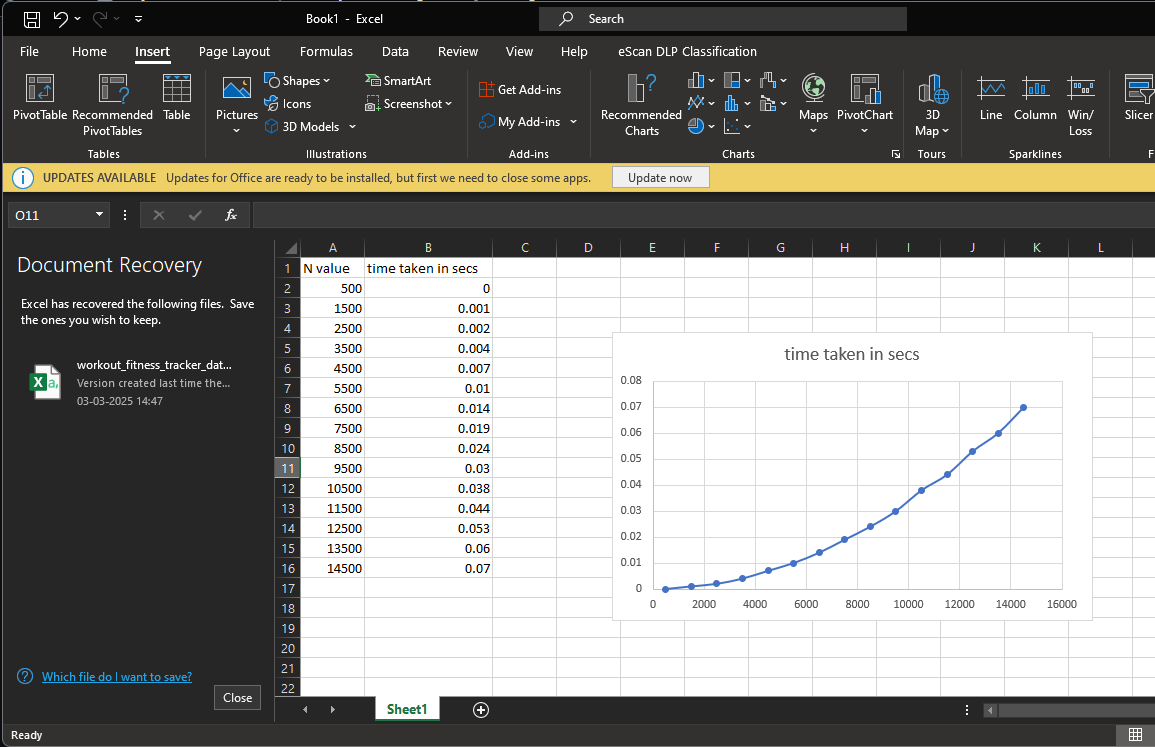 Book1 - Excel
Search
File Home Insert Page Layout Formulas Data Review View Help eScan DLP Classification
PivotTable
Recommended
PivotTables
Table
Tables
Pictures
Shapes
Icons
3D Models
SmartArt
Screenshot
Illustrations
Get Add-ins
My Add-ins
Add-ins
Recommended
Charts
Maps
PivotChart
Charts
3D
Map
Tours
Line
Column
Win/
Loss
Sparklines
Slicer
F
UPDATES AVAILABLE Updates for Office are ready to be installed, but first we need to close some apps. Update now
O11
fx
Document Recovery
Excel has recovered the following files. Save
the ones you wish to keep.
X a,
workout_fitness_tracker_dat...
Version created last time the...
03-03-2025 14:47
Which file do I want to save?
Close
A B C D E F G H I J K L
1 N value time taken in secs
2 500 0
3 1500 0.001
4 2500 0.002
5 3500 0.004
6 4500 0.007
7 5500 0.01
8 6500 0.014
9 7500 0.019
10 8500 0.024
11 9500 0.03
12 10500 0.038
13 11500 0.044
14 12500 0.053
15 13500 0.06
16 14500 0.07
17
18
19
20
21
22
time taken in secs
0.08
0.07
0.06
0.05
0.04
0.03
0.02
0.01
0
0 2000 4000 6000 8000 10000 12000 14000 16000
Sheet1
Ready